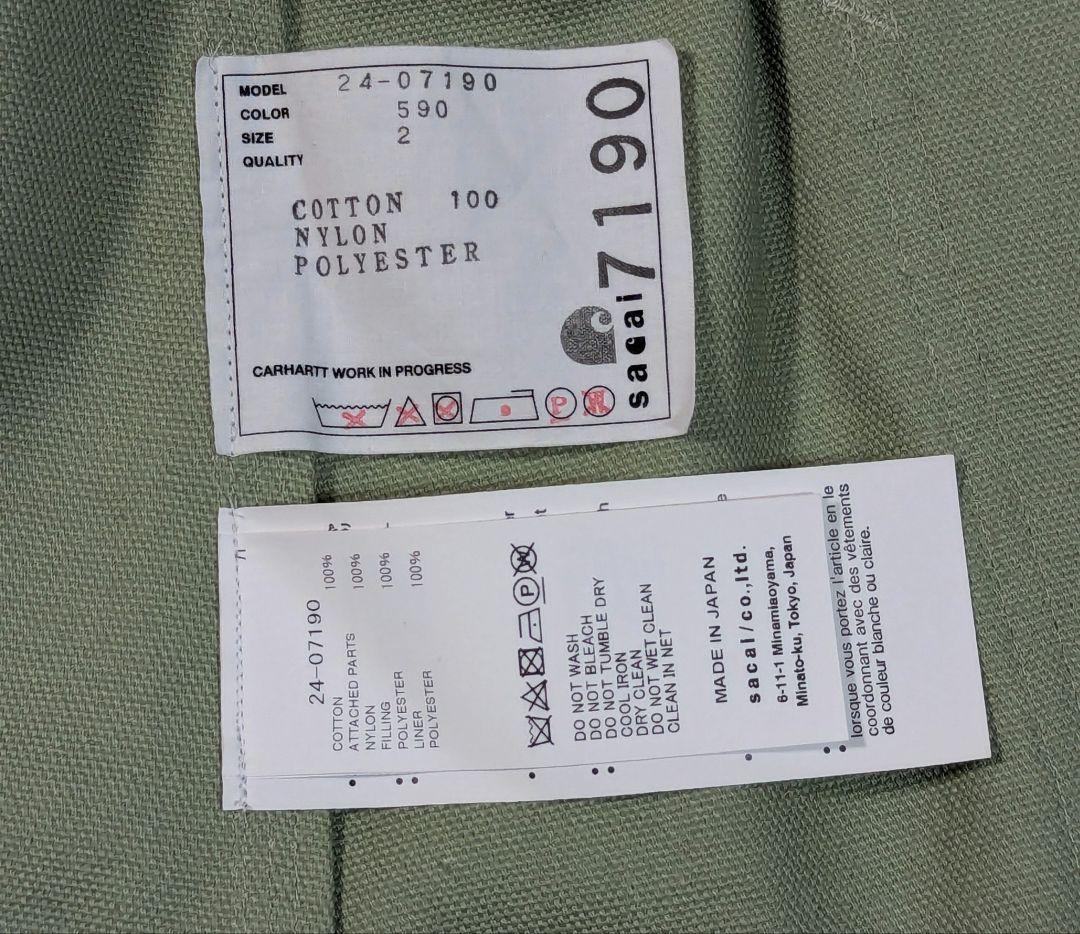 MODEL 24-07190
COLOR 590
SIZE 2
QUALITY
COTTON 100
NYLON
POLYESTER
CARHARTT WORK IN PROGRESS
P
W
sacai 7190
24-07190
COTTON 100%
ATTACHED PARTS
NYLON 100%
FILLING
POLYESTER 100%
LINER
POLYESTER 100%
P
W
DO NOT WASH
DO NOT BLEACH
DO NOT TUMBLE DRY
COOL IRON
DRY CLEAN
DO NOT WET CLEAN
CLEAN IN NET
MADE IN JAPAN
sacai/co.,ltd.
6-11-1 Minamiaoyama,
Minato-ku, Tokyo, Japan
lorsque vous portez l'article en le
coordonnant avec des vêtements
de couleur blanche ou claire.